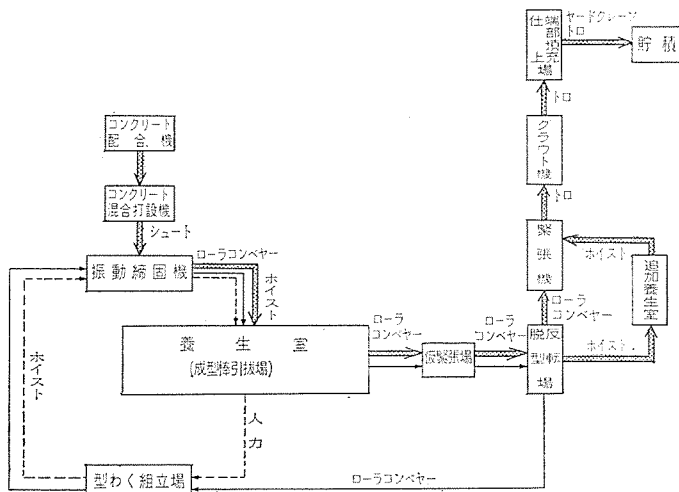 コンクリート
配合機
コンクリート
混合打設機
シュート
振動締固機
ローラコンベヤー
ホイスト
養生室
(成型棒引抜場)
ホイスト
人力
型わく組立場
ローラコンベヤー
ローラ
コンベヤー
仮緊張場
ローラ
コンベヤー
反転
脱型場
ローラ
コンベヤー
ホイスト
追加養生室
ホイスト
緊張機
トロ
グラウト機
トロ
端部填充
仕上場
ヤードクレーン
トロ
貯積